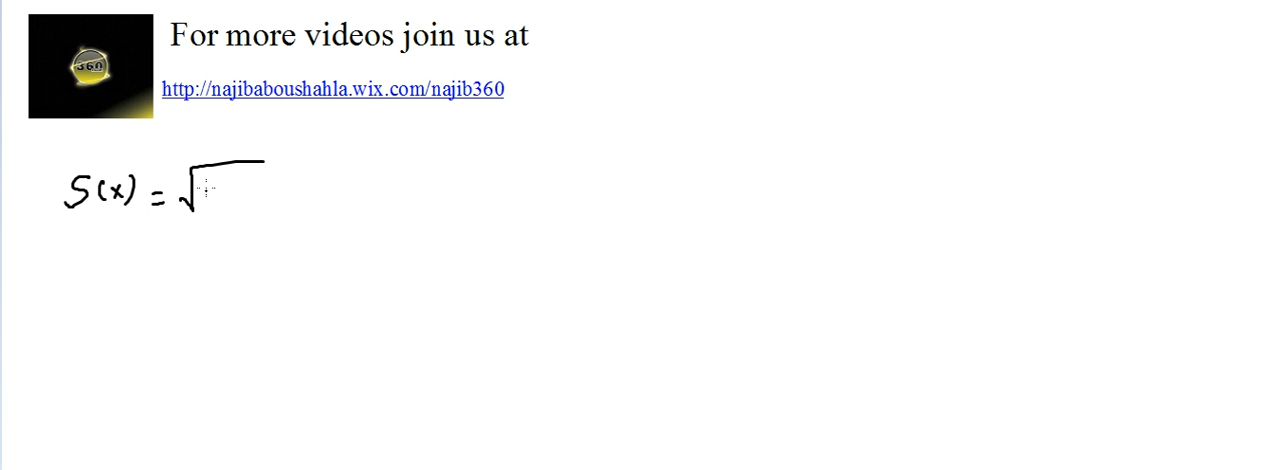 360
For more videos join us at
http://najibaboushahla.wix.com/najib360
S(x) = √